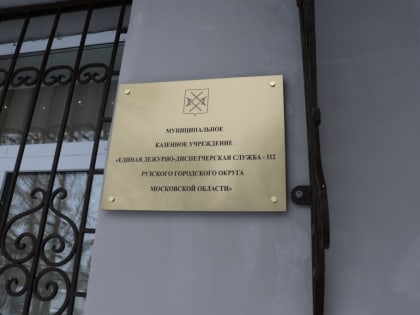 МУНИЦИПАЛЬНОЕ
КАЗЕННОЕ УЧРЕЖДЕНИЕ
«ЕДИНАЯ ДЕЖУРНО-ДИСПЕТЧЕРСКАЯ СЛУЖБА - 112
РУЗСКОГО ГОРОДСКОГО ОКРУГА
МОСКОВСКОЙ ОБЛАСТИ»